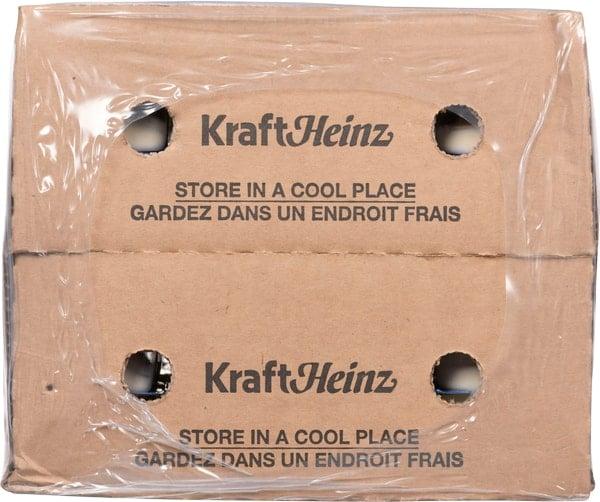 KraftHeinz
STORE IN A COOL PLACE
GARDEZ DANS UN ENDROIT FRAIS
KraftHeinz
STORE IN A COOL PLACE
GARDEZ DANS UN ENDROIT FRAIS